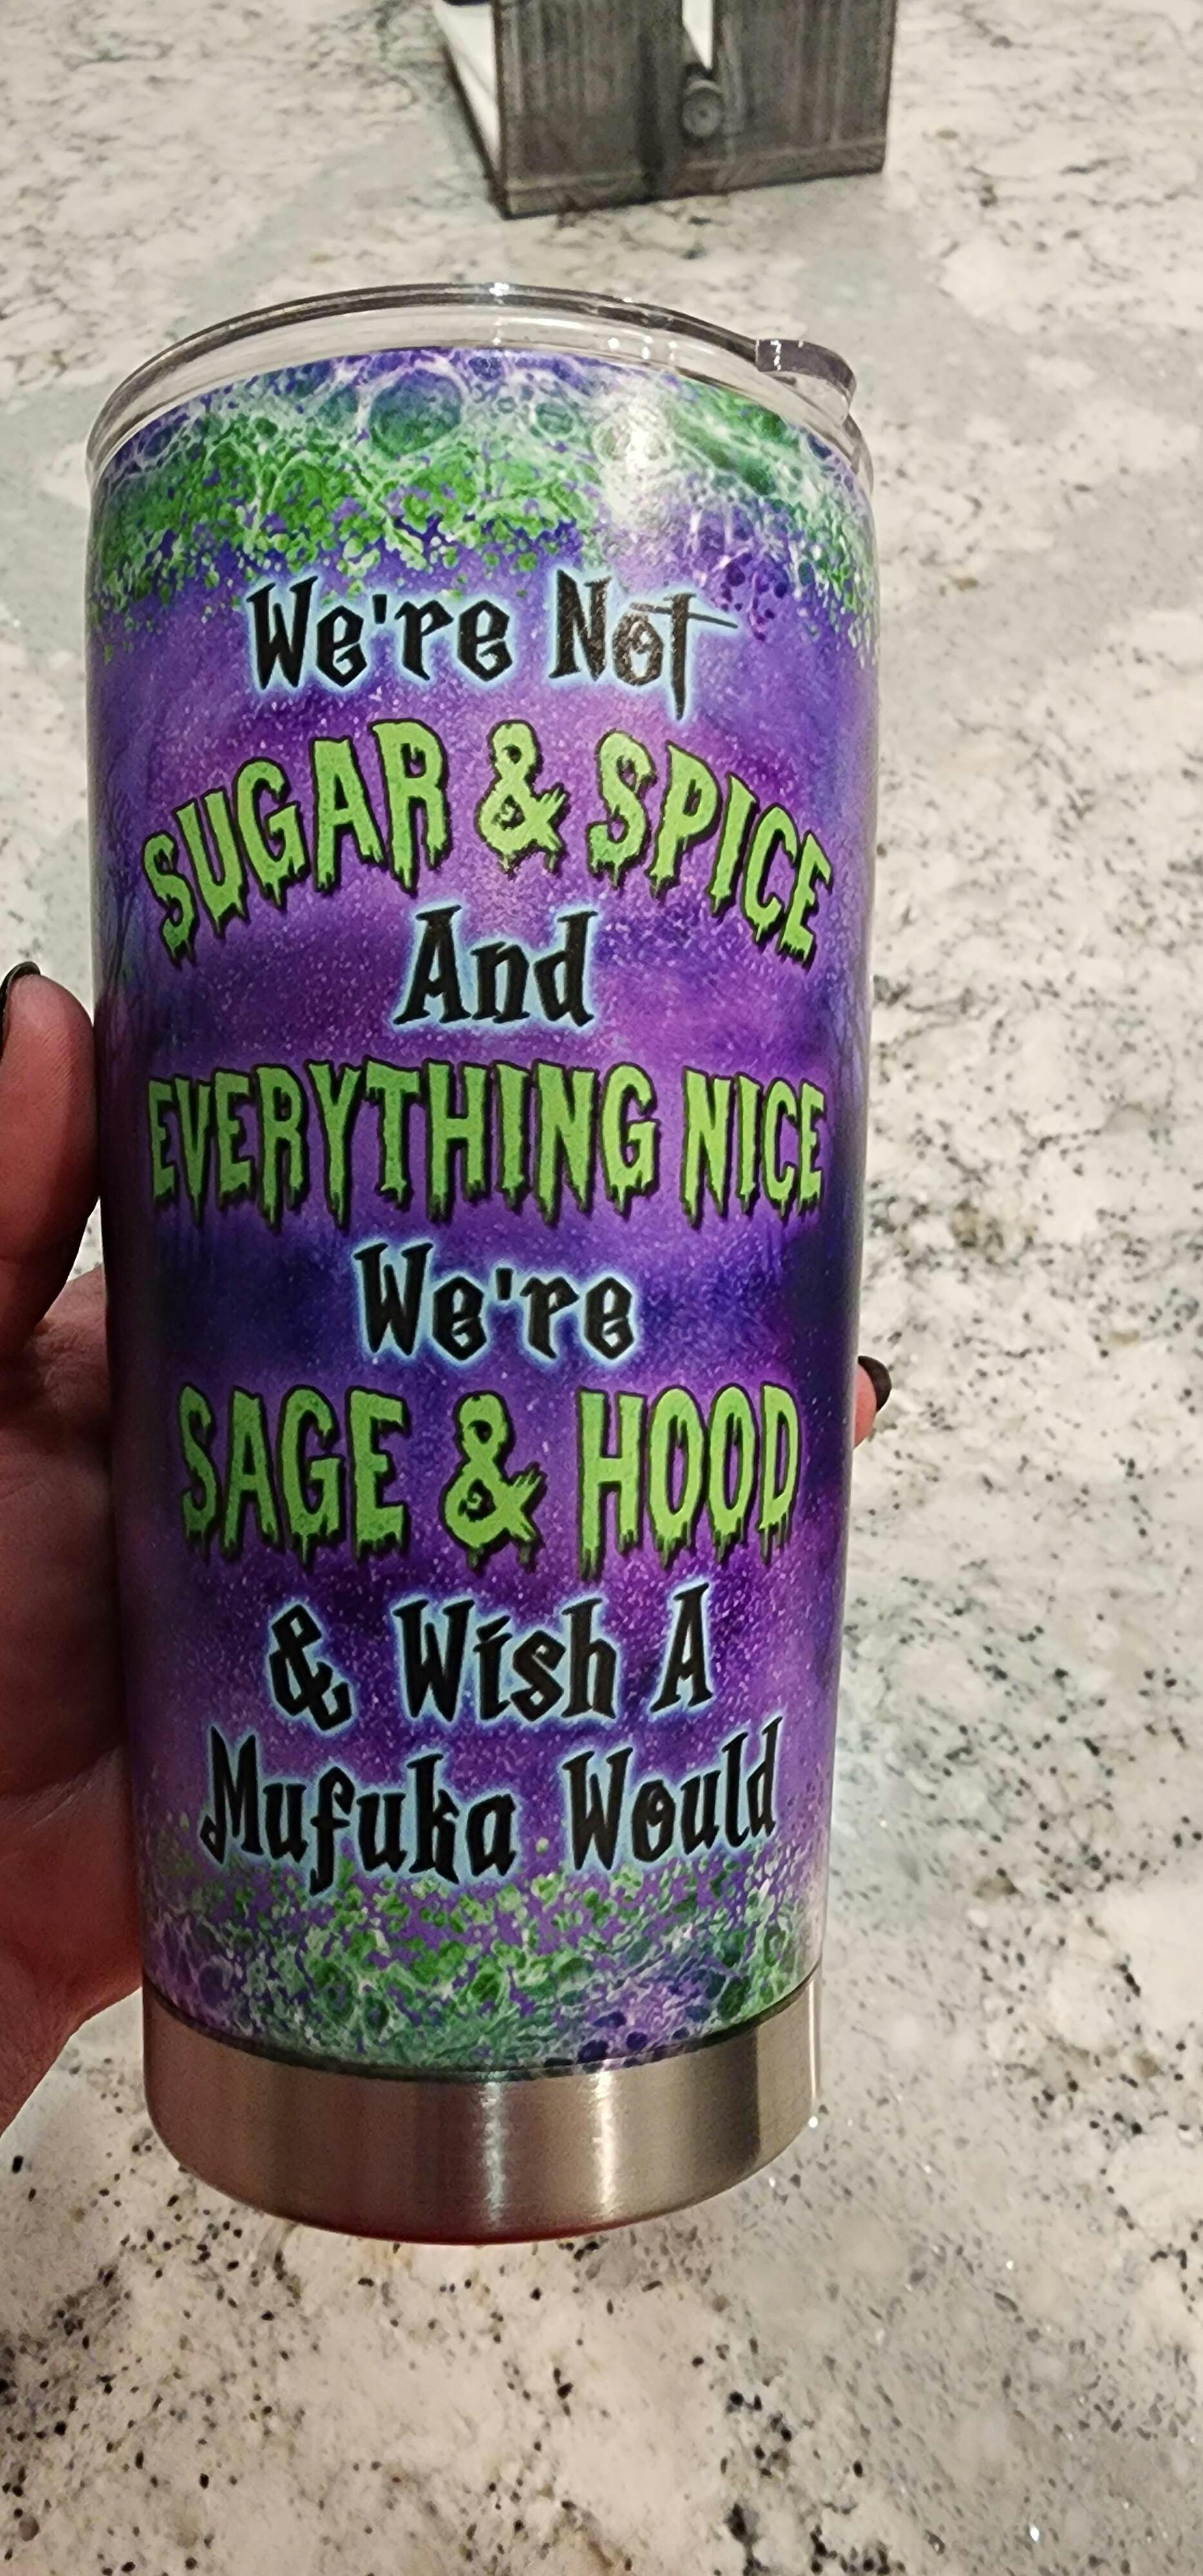 We're Not
SUGAR & SPICE
And
EVERYTHING NICE
We're
SAGE & HOOD
& Wish A
Mufuka Would